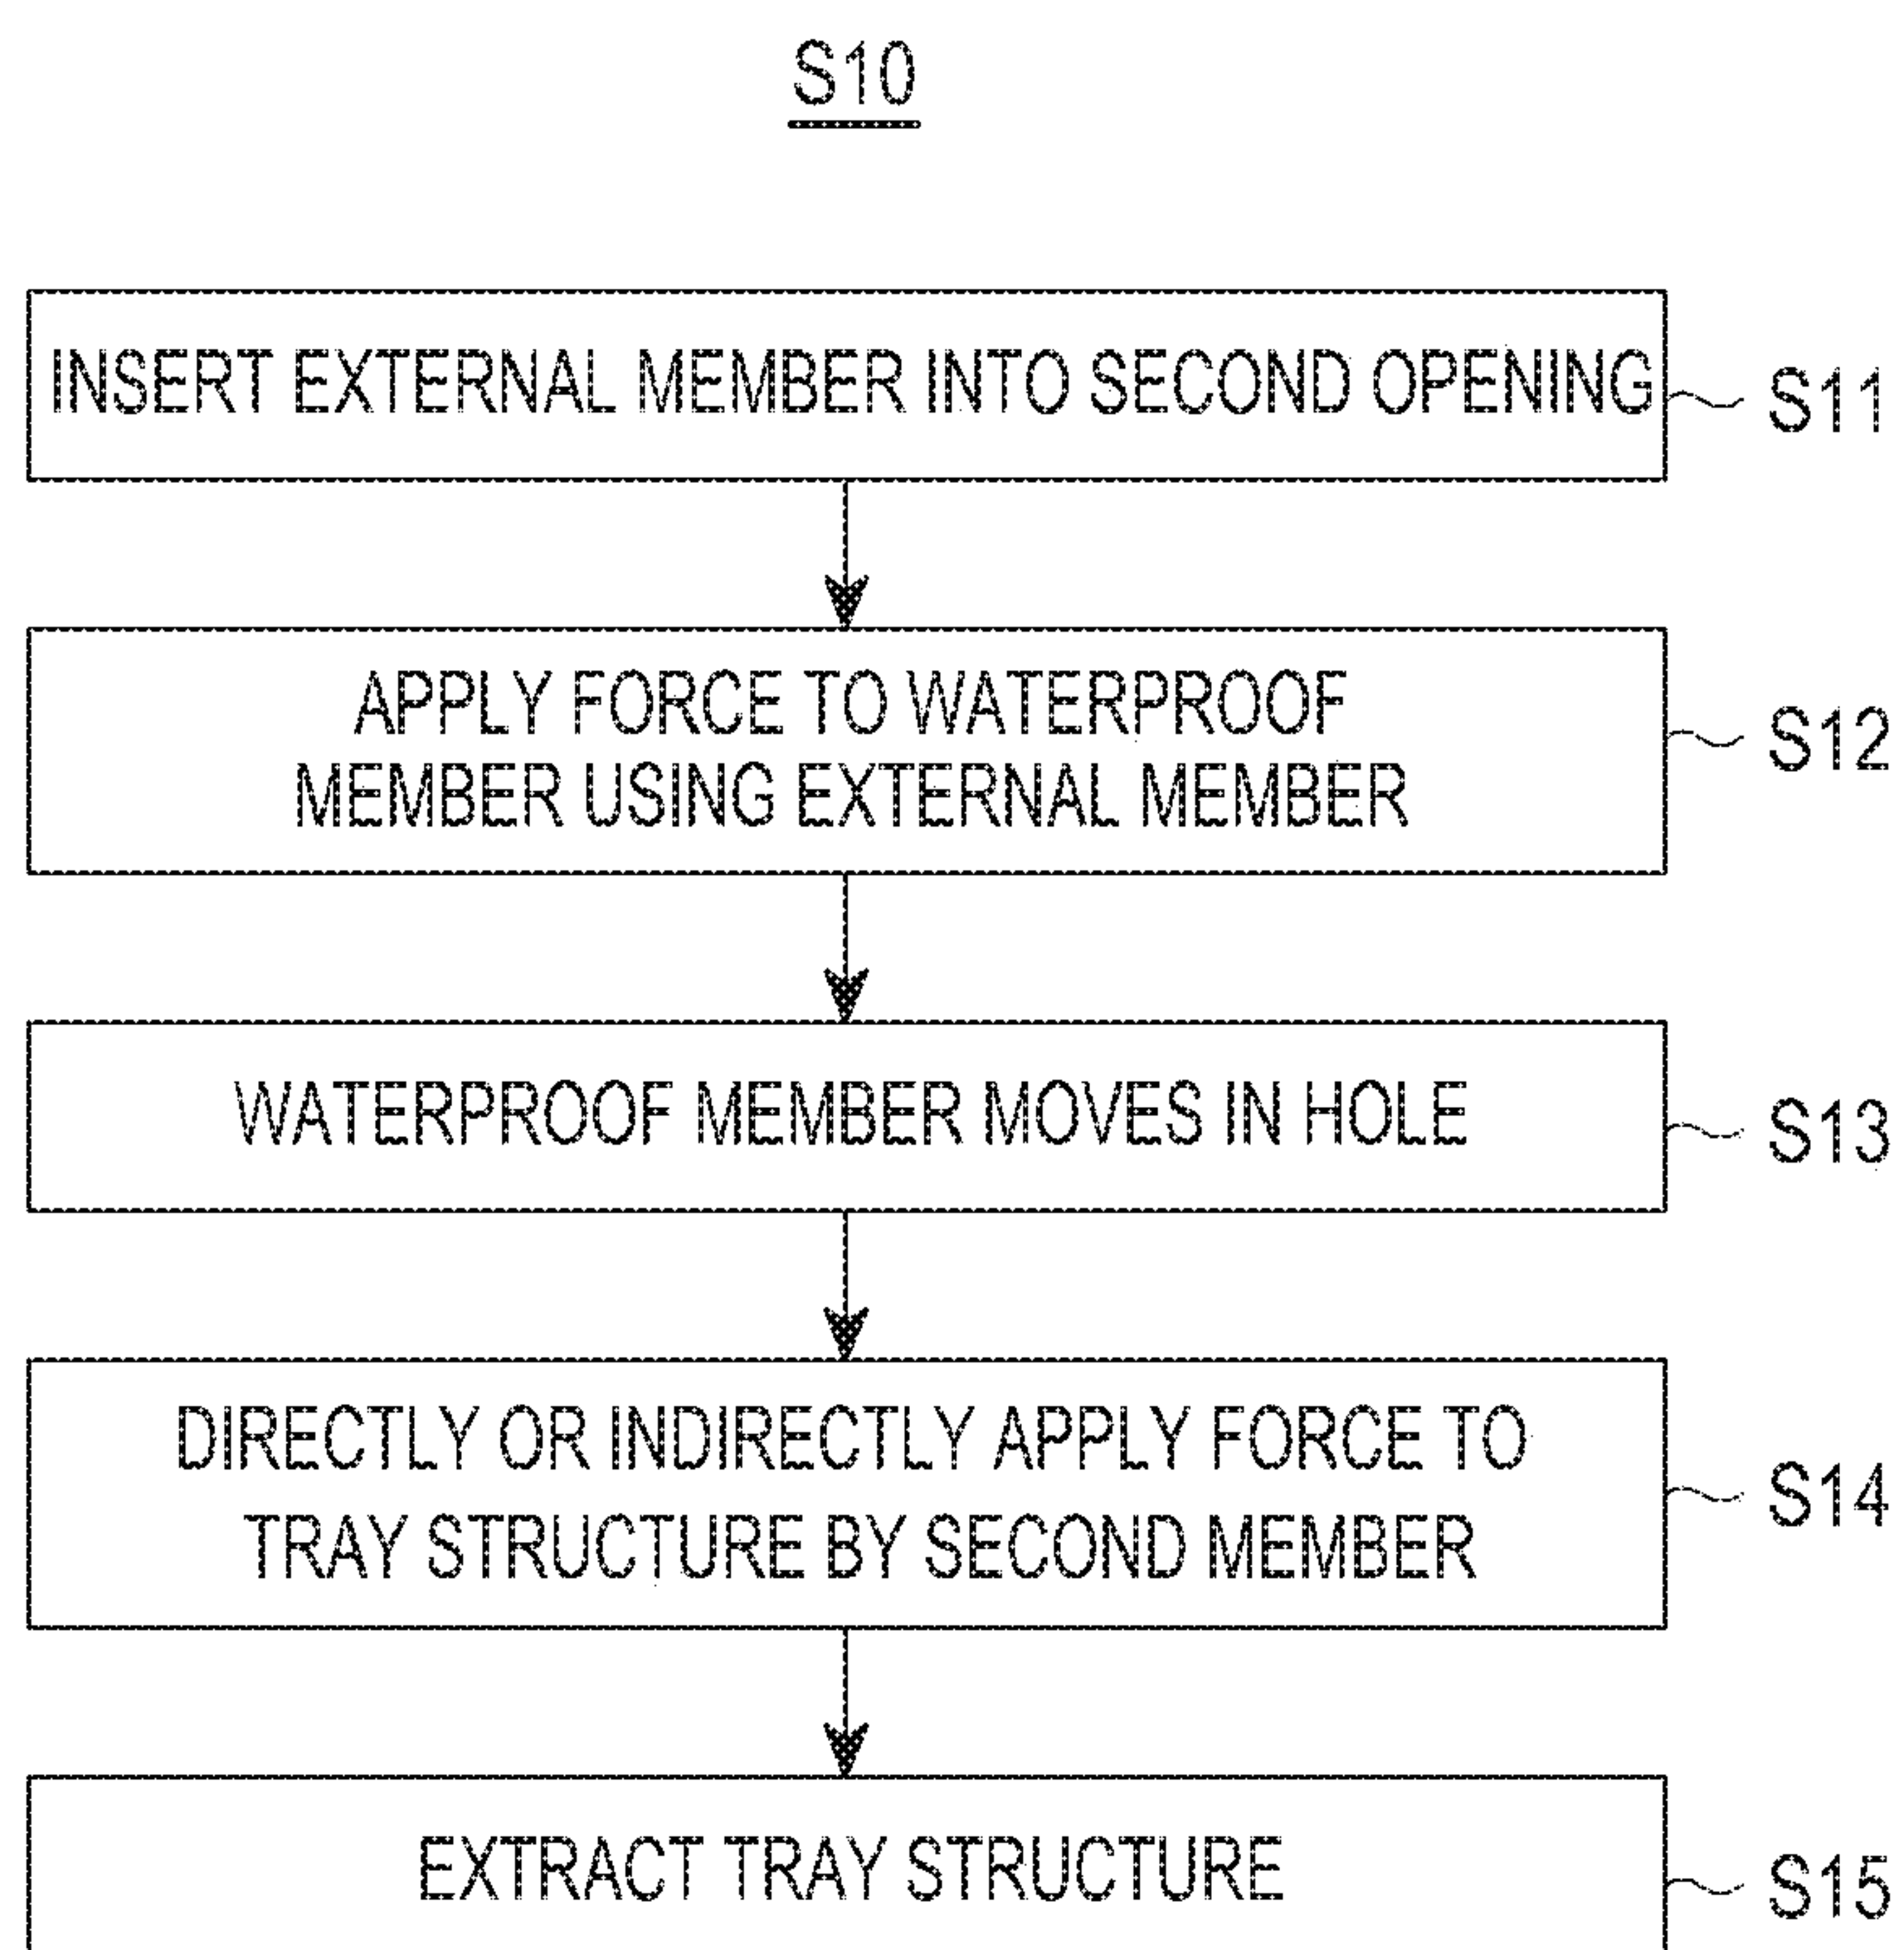 S10
INSERT EXTERNAL MEMBER INTO SECOND OPENING
S11
APPLY FORCE TO WATERPROOF
MEMBER USING EXTERNAL MEMBER
S12
WATERPROOF MEMBER MOVES IN HOLE
S13
DIRECTLY OR INDIRECTLY APPLY FORCE TO
TRAY STRUCTURE BY SECOND MEMBER
S14
EXTRACT TRAY STRUCTURE
S15